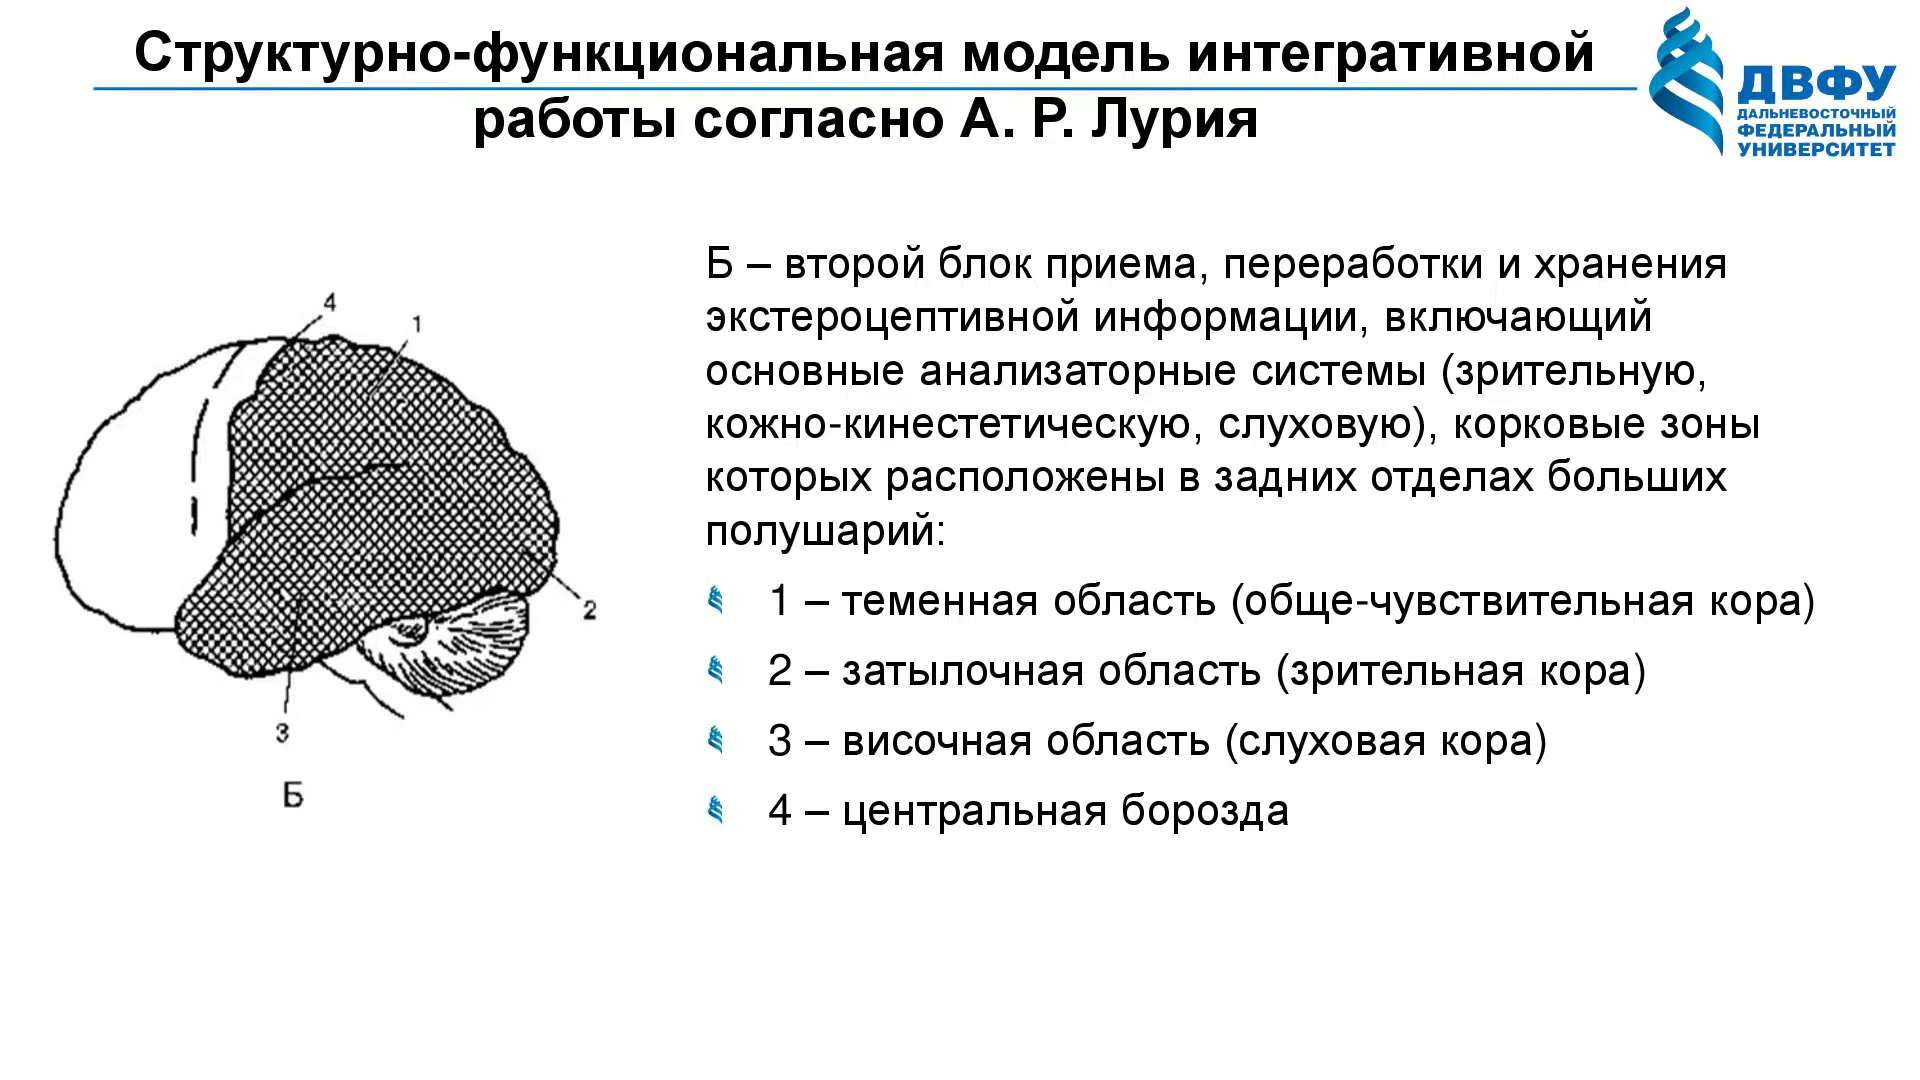 Структурно-функциональная модель интегративной
работы согласно А. Р. Лурия
ДВФУ
ДАЛЬНЕВОСТОЧНЫЙ
ФЕДЕРАЛЬНЫЙ
УНИВЕРСИТЕТ
4
1
2
3
Б
Б – второй блок приема, переработки и хранения
экстероцептивной информации, включающий
основные анализаторные системы (зрительную,
кожно-кинестетическую, слуховую), корковые зоны
которых расположены в задних отделах больших
полушарий:
1 – теменная область (обще-чувствительная кора)
2 – затылочная область (зрительная кора)
3 – височная область (слуховая кора)
4 – центральная борозда